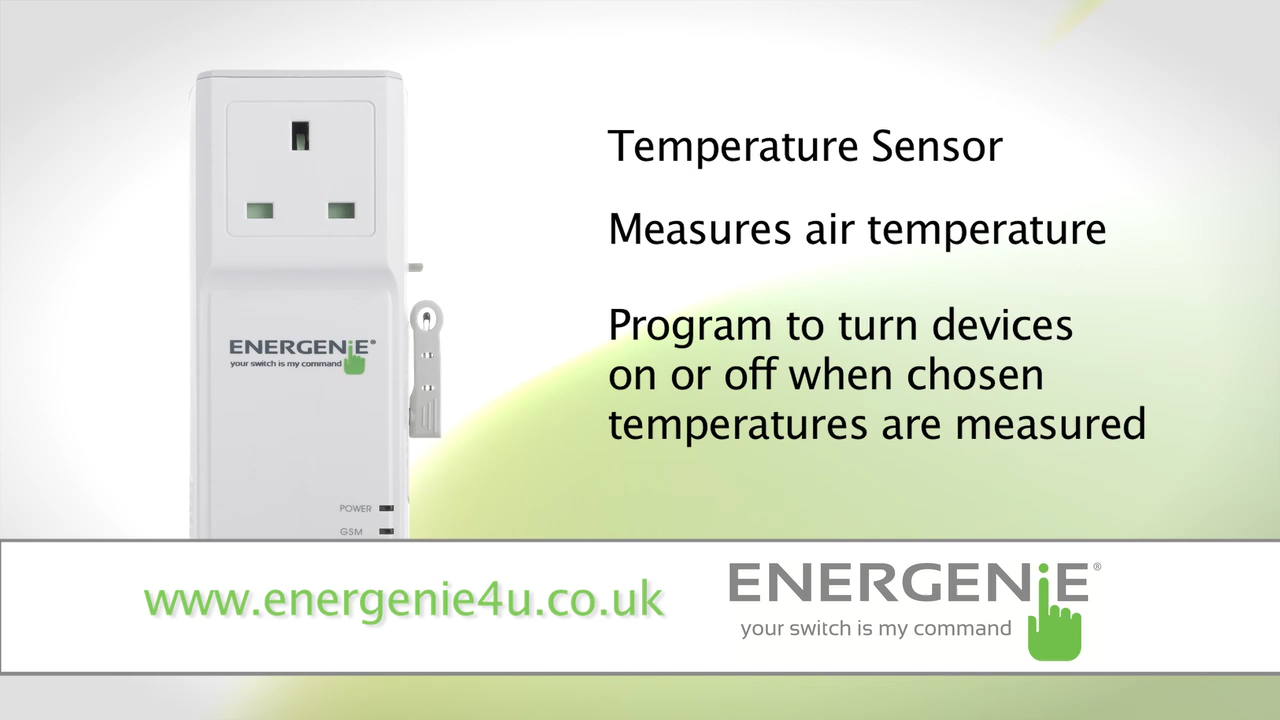 Temperature Sensor
Measures air temperature
Program to turn devices
on or off when chosen
temperatures are measured
ENERGENiE®
your switch is my command
POWER
GSM
www.energenie4u.co.uk
ENERGENiE®
your switch is my command